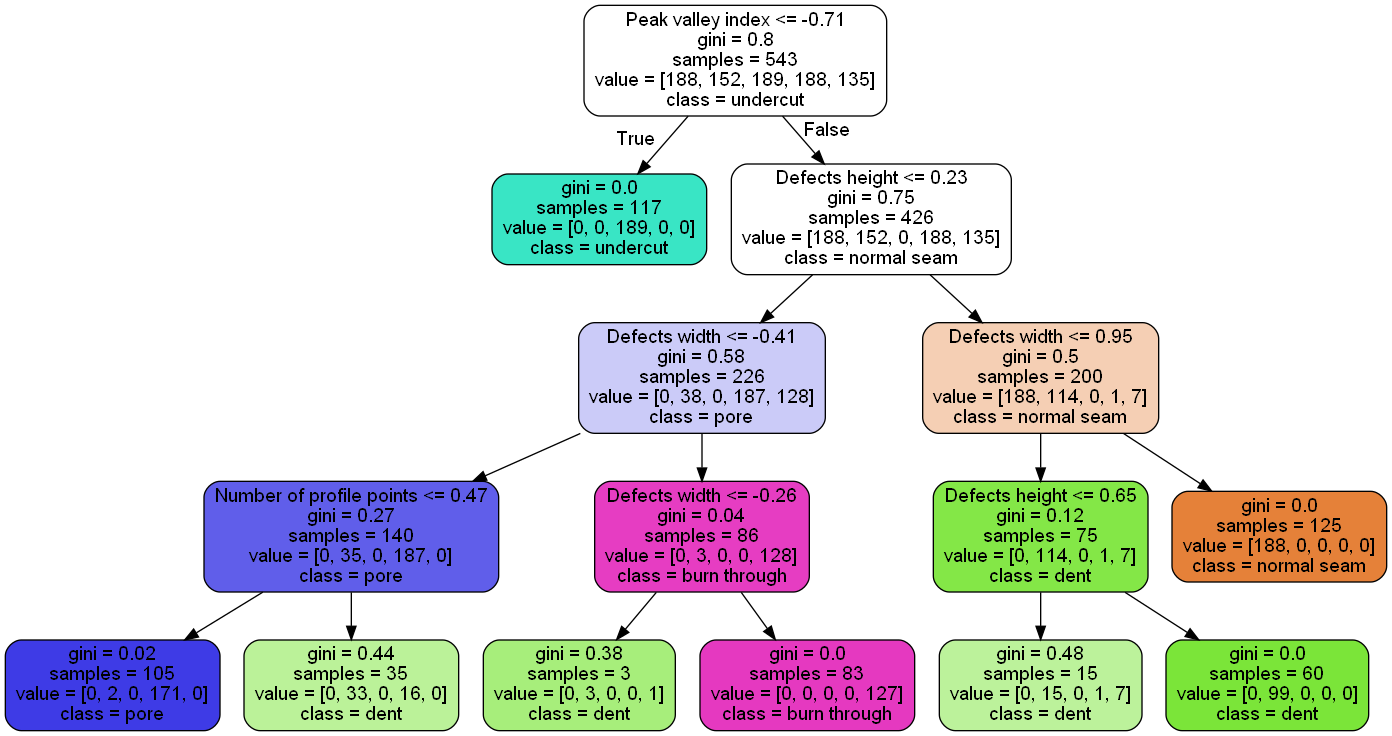 Peak valley index <= -0.71
gini = 0.8
samples = 543
value = [188, 152, 189, 188, 135]
class = undercut
True
False
gini = 0.0
samples = 117
value = [0, 0, 189, 0, 0]
class = undercut
Defects height <= 0.23
gini = 0.75
samples = 426
value = [188, 152, 0, 188, 135]
class = normal seam
Defects width <= -0.41
gini = 0.58
samples = 226
value = [0, 38, 0, 187, 128]
class = pore
Defects width <= 0.95
gini = 0.5
samples = 200
value = [188, 114, 0, 1, 7]
class = normal seam
Number of profile points <= 0.47
gini = 0.27
samples = 140
value = [0, 35, 0, 187, 0]
class = pore
Defects width <= -0.26
gini = 0.04
samples = 86
value = [0, 3, 0, 0, 128]
class = burn through
Defects height <= 0.65
gini = 0.12
samples = 75
value = [0, 114, 0, 1, 7]
class = dent
gini = 0.0
samples = 125
value = [188, 0, 0, 0, 0]
class = normal seam
gini = 0.02
samples = 105
value = [0, 2, 0, 171, 0]
class = pore
gini = 0.44
samples = 35
value = [0, 33, 0, 16, 0]
class = dent
gini = 0.38
samples = 3
value = [0, 3, 0, 0, 1]
class = dent
gini = 0.0
samples = 83
value = [0, 0, 0, 0, 127]
class = burn through
gini = 0.48
samples = 15
value = [0, 15, 0, 1, 7]
class = dent
gini = 0.0
samples = 60
value = [0, 99, 0, 0, 0]
class = dent